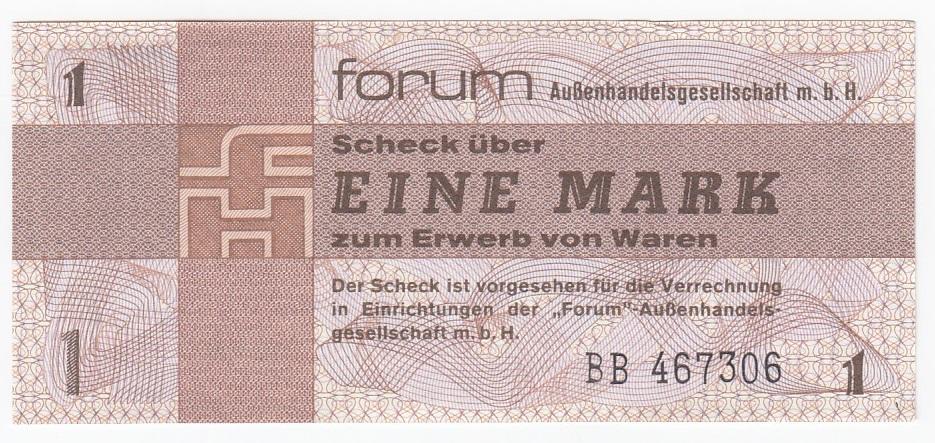 1
forum Außenhandelsgesellschaft m. b. H.
Scheck über
EINE MARK
zum Erwerb von Waren
Der Scheck ist vorgesehen für die Verrechnung
in Einrichtungen der „Forum"-Außenhandels-
gesellschaft m. b. H.
1
BB 467306
1